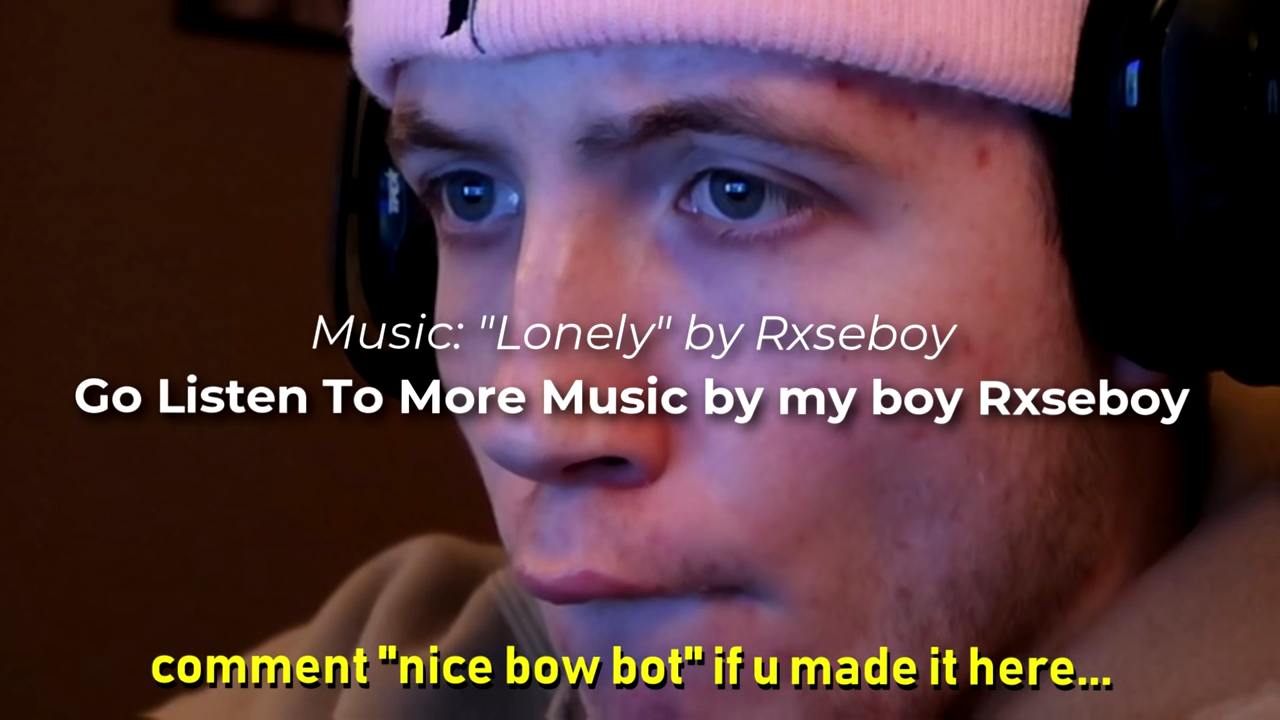 Music: "Lonely" by Rxseboy
Go Listen To More Music by my boy Rxseboy
comment "nice bow bot" if u made it here...